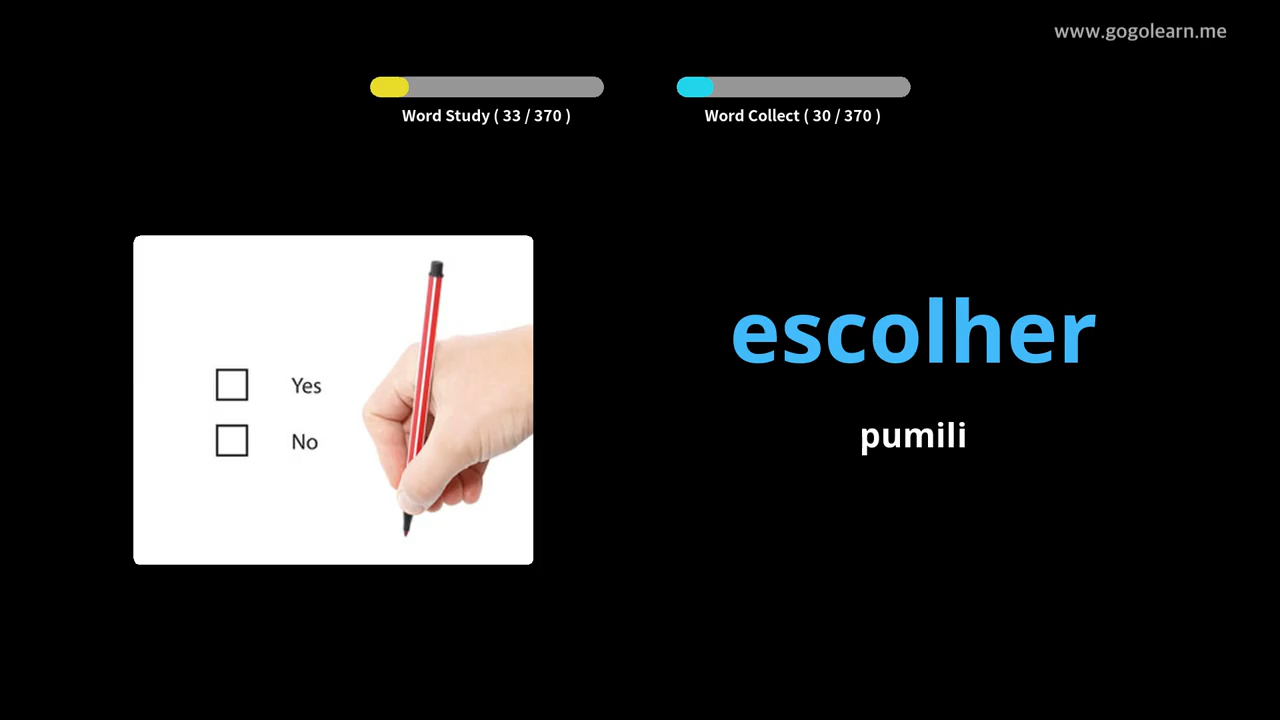 www.gogolearn.me
Word Study ( 33 / 370 )
Word Collect ( 30 / 370 )
Yes
No
escolher
pumili